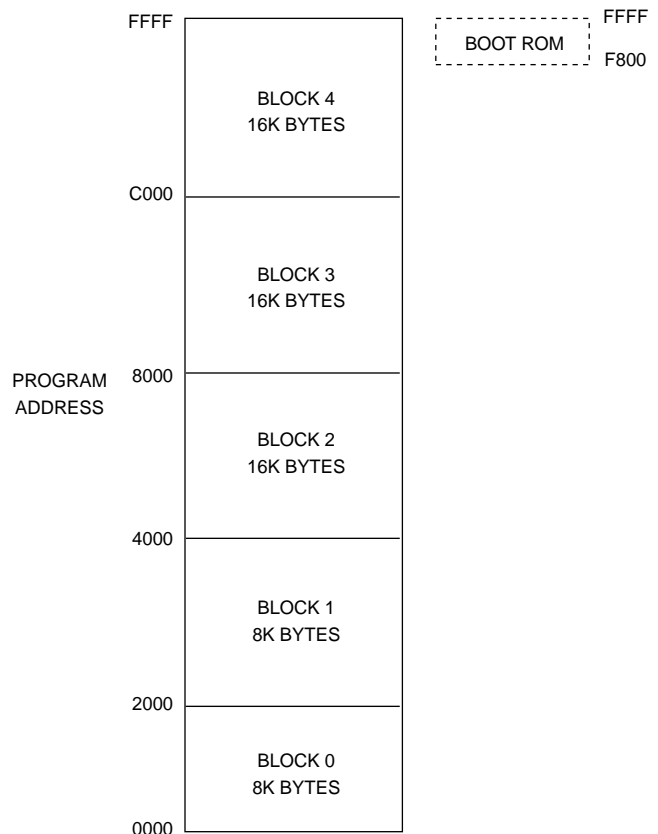 FFFF
BLOCK 4
16K BYTES
C000
BLOCK 3
16K BYTES
PROGRAM
ADDRESS
8000
BLOCK 2
16K BYTES
4000
BLOCK 1
8K BYTES
2000
BLOCK 0
8K BYTES
0000
BOOT ROM
FFFF
F800